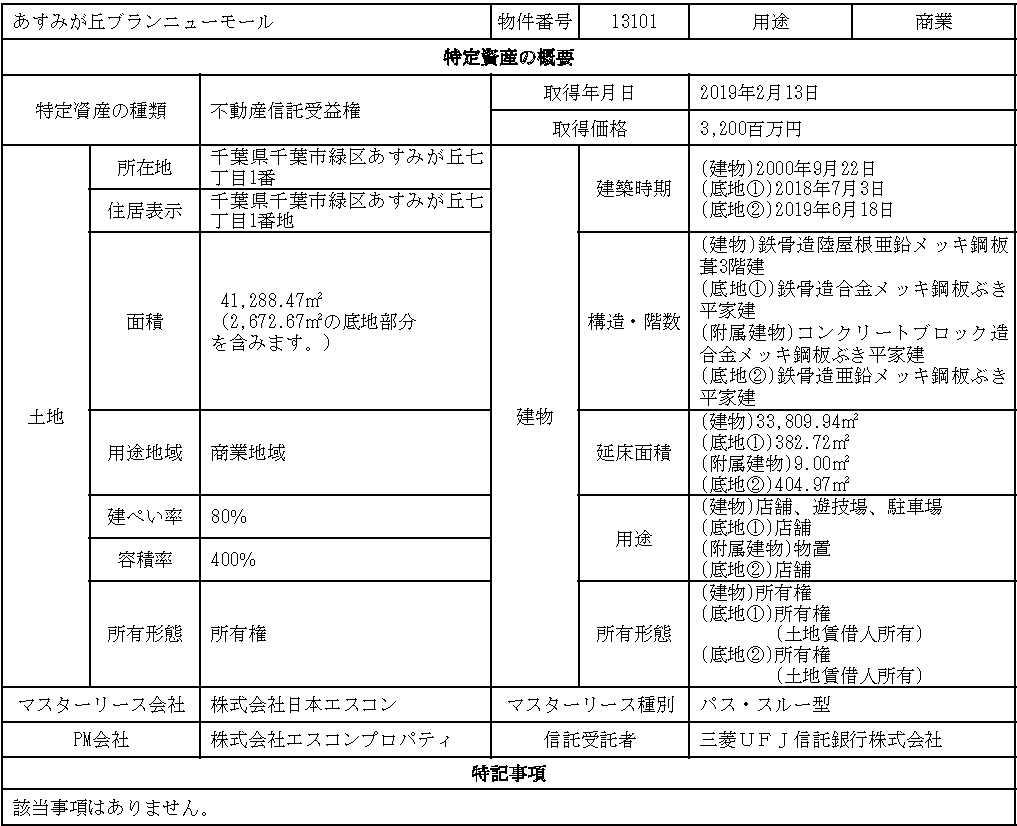 あすみが丘ブランニューモール 物件番号 13101 用途 商業
特定資産の概要
特定資産の種類 不動産信託受益権 取得年月日 2019年2月13日
取得価格 3,200百万円
土地
所在地
千葉県千葉市緑区あすみが丘七
丁目1番
住居表示
千葉県千葉市緑区あすみが丘七
丁目1番地
面積
41,288.47㎡
(2,672.67㎡の底地部分
を含みます。)
用途地域 商業地域
建ぺい率 80%
容積率 400%
所有形態 所有権
建物
建築時期
(建物)2000年9月22日
(底地①)2018年7月3日
(底地②)2019年6月18日
構造・階数
(建物)鉄骨造陸屋根亜鉛メッキ鋼板
葺3階建
(底地①)鉄骨造合金メッキ鋼板ぶき
平家建
(附属建物)コンクリートブロック造
合金メッキ鋼板ぶき平家建
(底地②)鉄骨造亜鉛メッキ鋼板ぶき
平家建
延床面積
(建物)33,809.94㎡
(底地①)382.72㎡
(附属建物)9.00㎡
(底地②)404.97㎡
用途
(建物)店舗、遊技場、駐車場
(底地①)店舗
(附属建物)物置
(底地②)店舗
所有形態
(建物)所有権
(底地①)所有権
(土地賃借人所有)
(底地②)所有権
(土地賃借人所有)
マスターリース会社 株式会社日本エスコン マスターリース種別 パス・スルー型
PM会社 株式会社エスコンプロパティ 信託受託者 三菱ＵＦＪ信託銀行株式会社
特記事項
該当事項はありません。